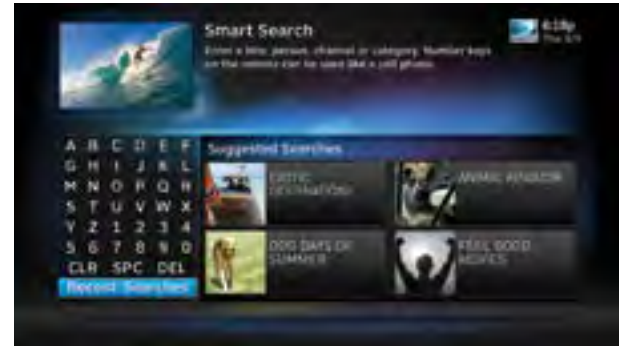 Smart Search
Enter a title, person, channel or category. Number keys
on the remote can be used like a cell phone.
6:18p
A B C D E F
G H I J K L
M N O P Q R
S T U V W X
Y Z 1 2 3 4
5 6 7 8 9 0
CLR SPC DEL
Recent Searches
Suggested Searches
EXOTIC
DESTINATIONS
ANIMAL KINGDOM
DOG DAYS OF
SUMMER
FEEL GOOD
MOVIES